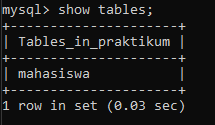 mysql> show tables;
+---------------------+
| Tables_in_praktikum |
+---------------------+
| mahasiswa           |
+---------------------+
1 row in set (0.03 sec)